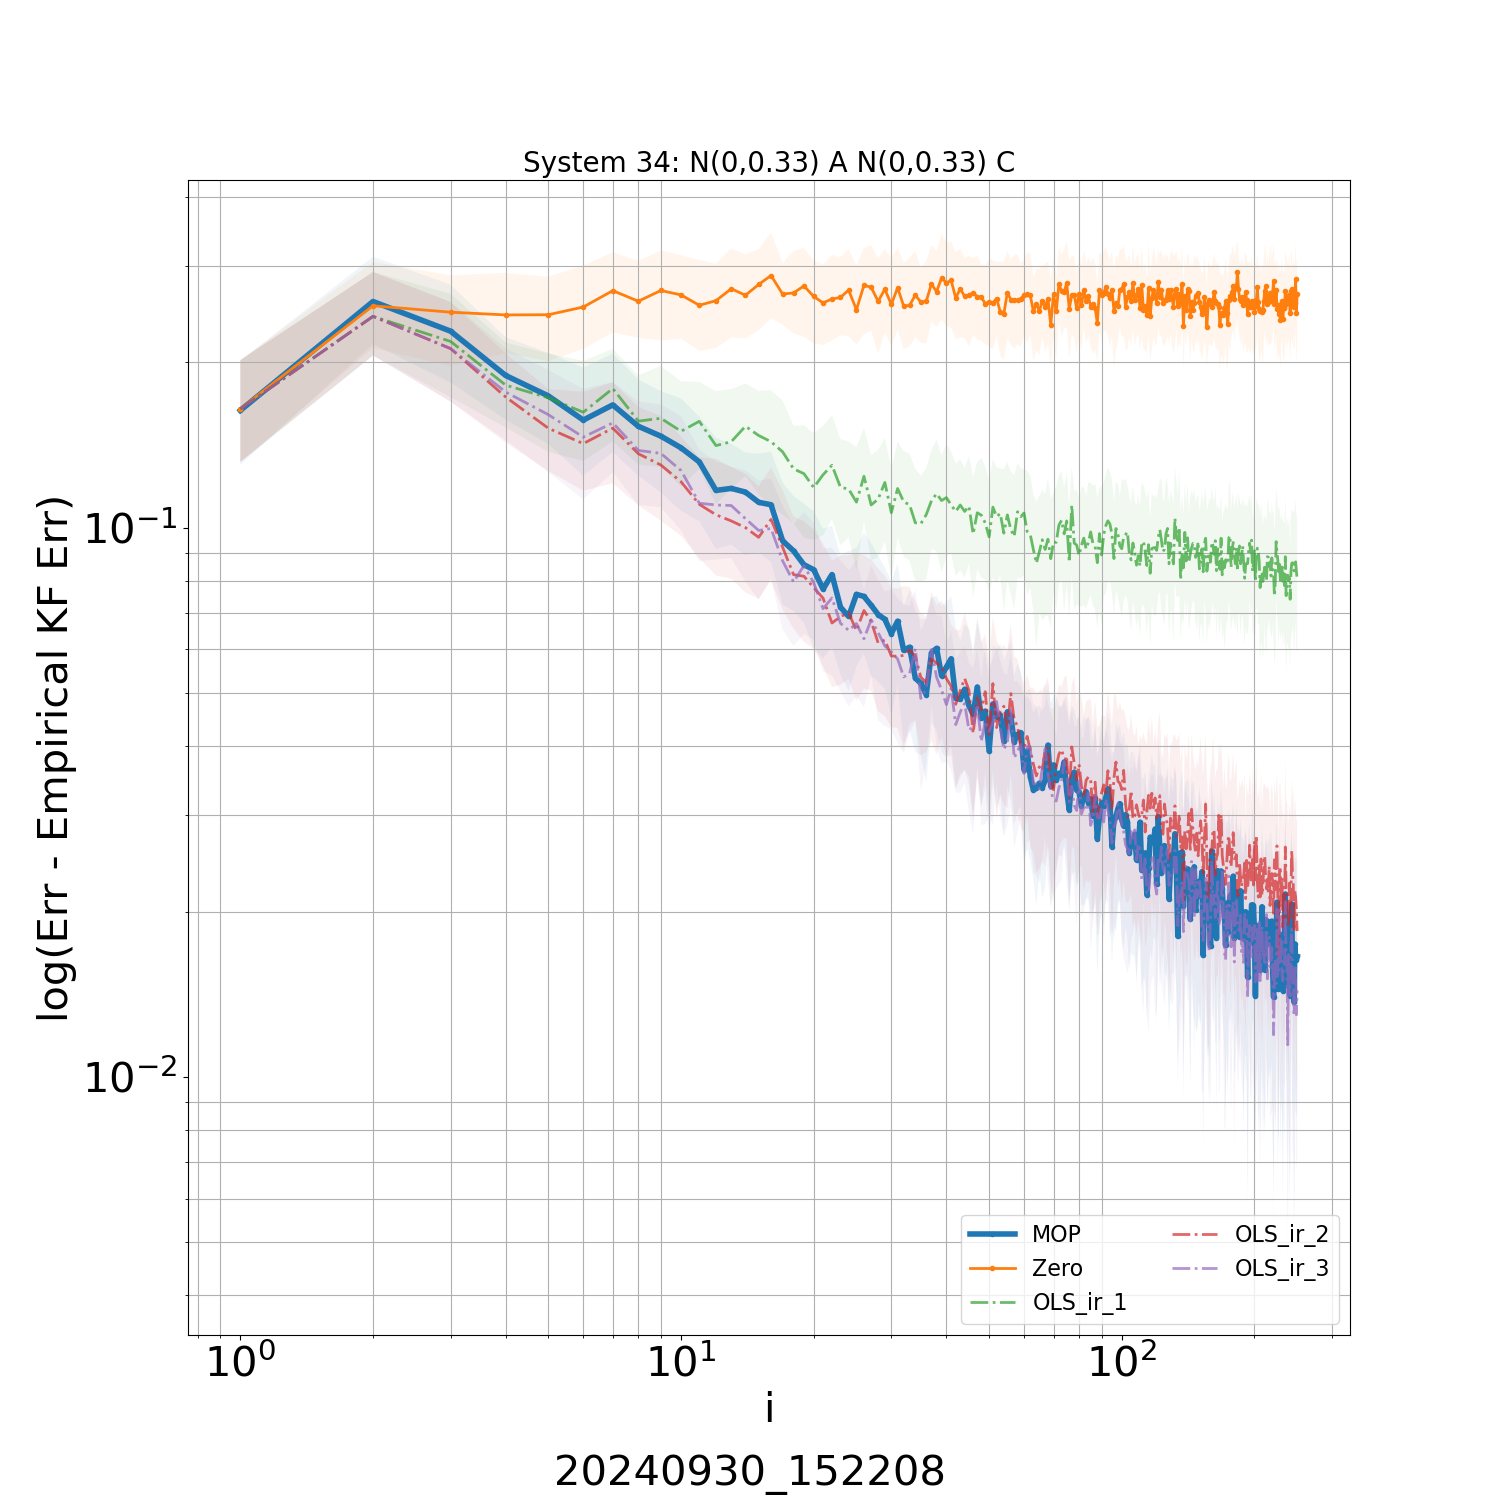 System 34: N(0,0.33) A N(0,0.33) C
log(Err - Empirical KF Err)
10⁻¹
10⁻²
MOP
Zero
OLS_ir_1
OLS_ir_2
OLS_ir_3
10⁰ 10¹ 10²
i
20240930_152208